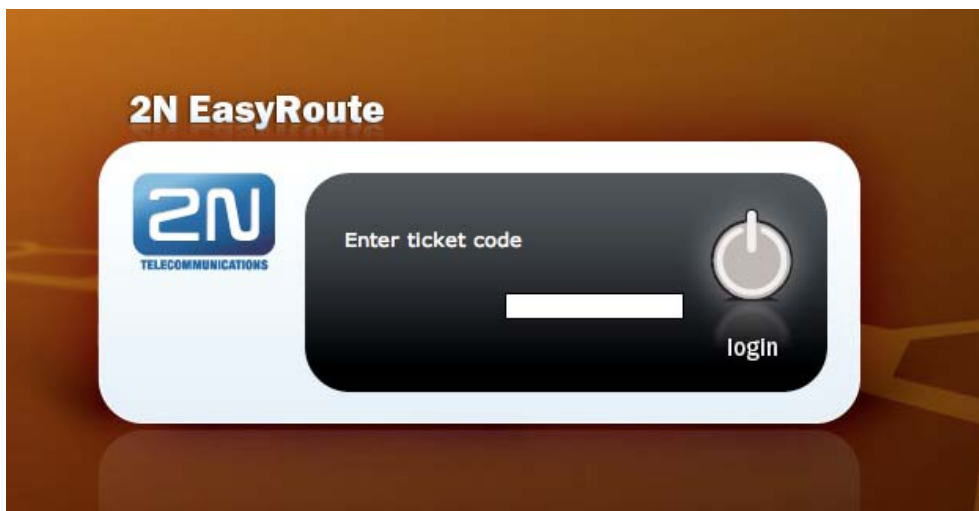 2N EasyRoute
2N
TELECOMMUNICATIONS
Enter ticket code
login